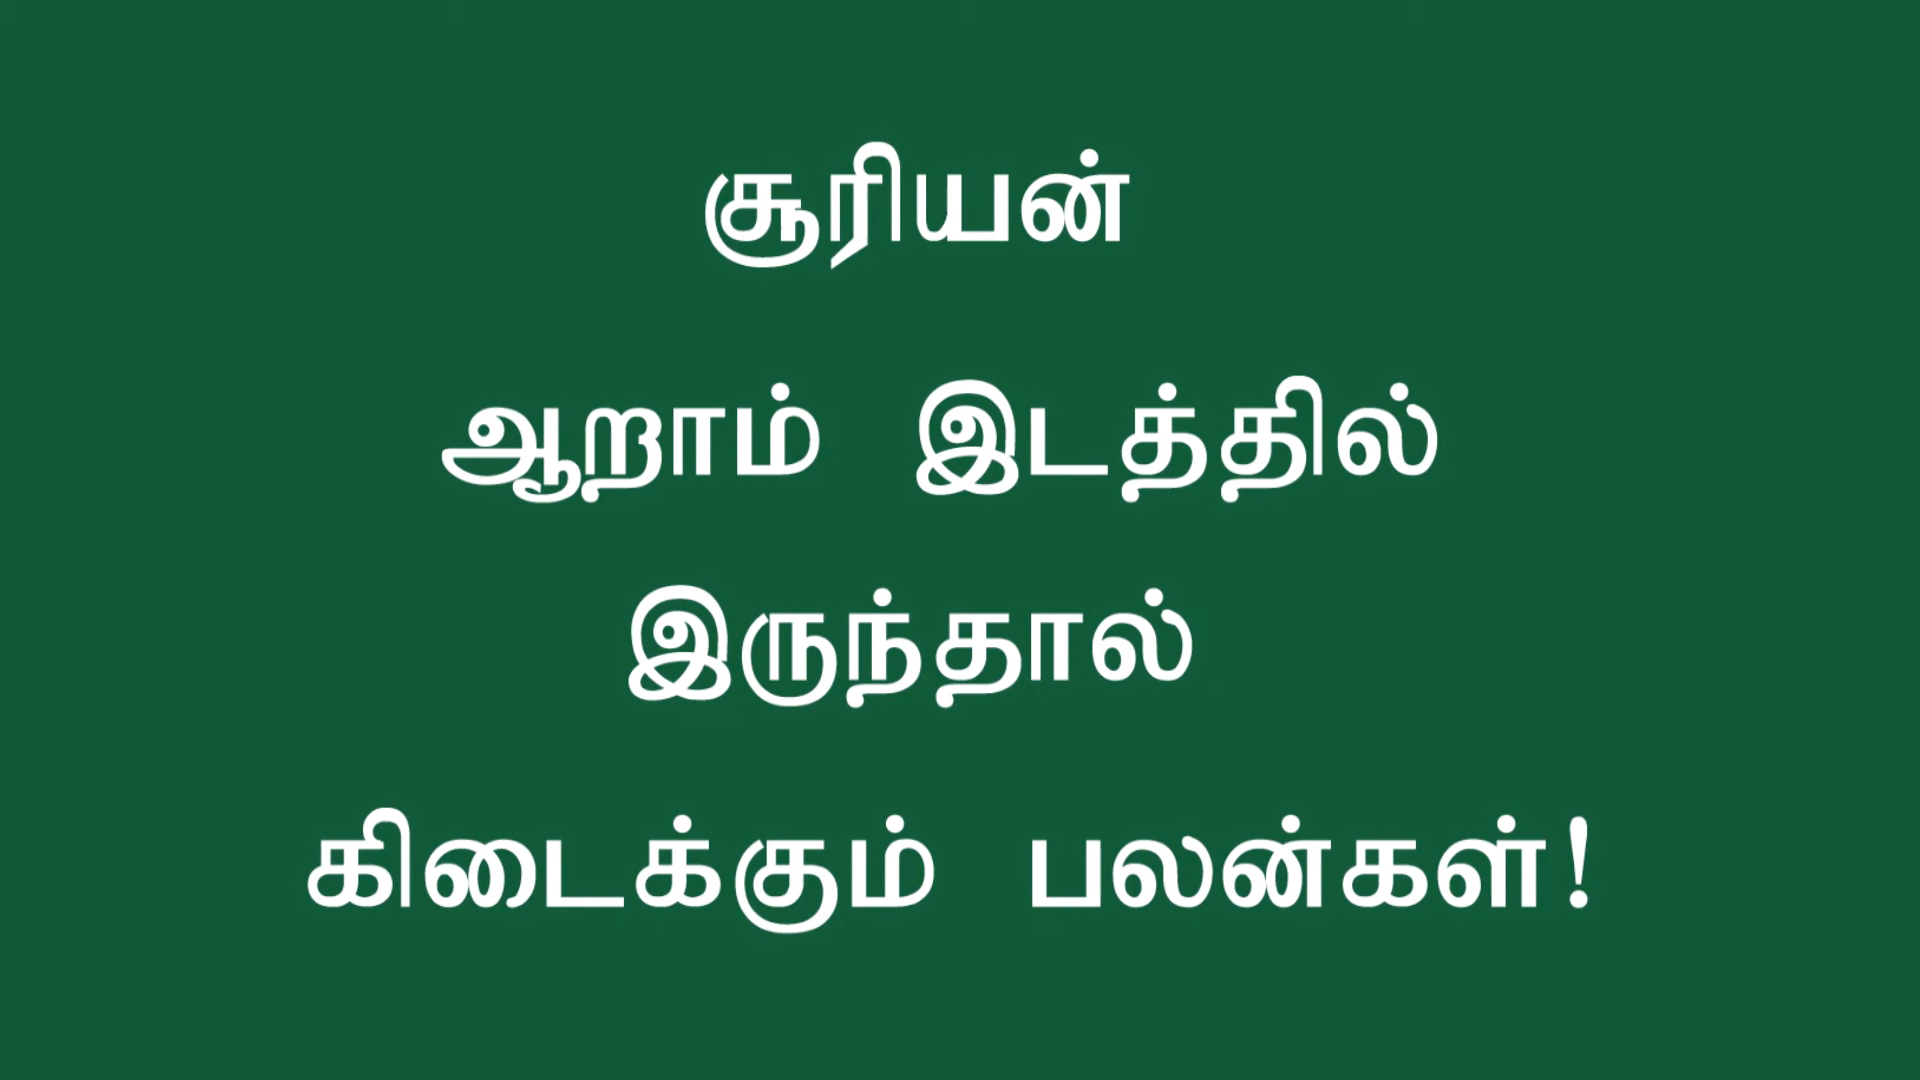 சூரியன்
ஆறாம் இடத்தில்
இருந்தால்
கிடைக்கும் பலன்கள்!